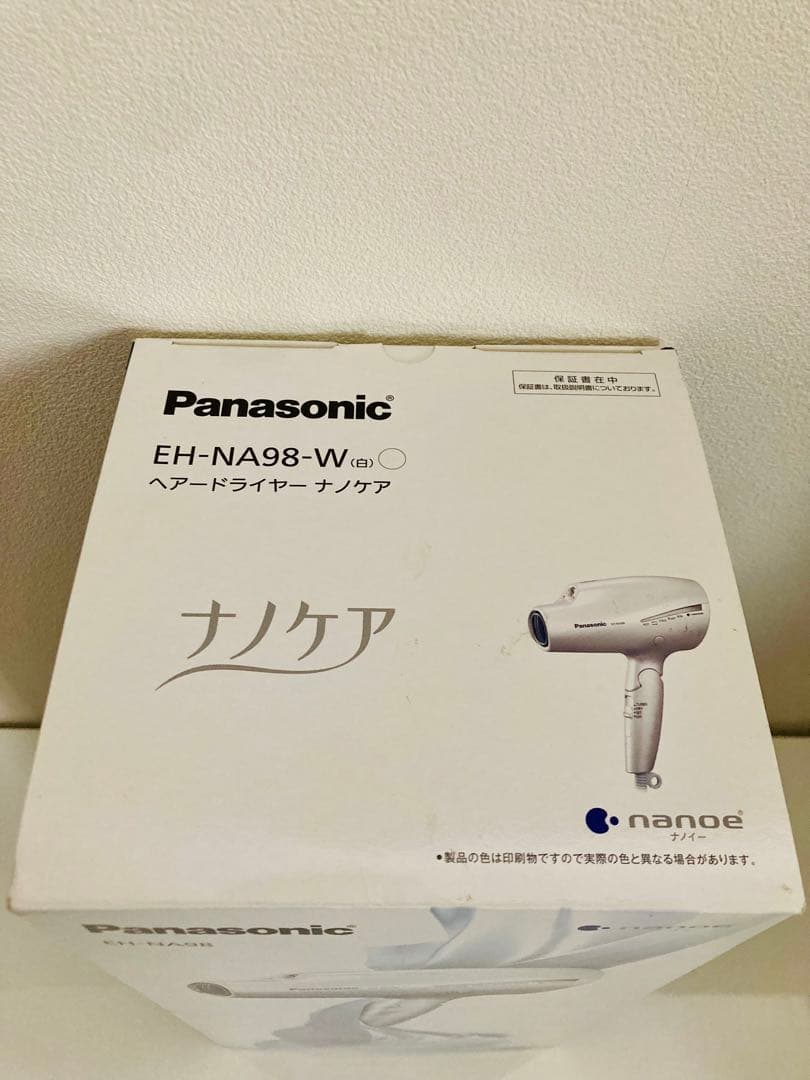 保証書在中
保証書は、取扱説明書についております。
Panasonic®
EH-NA98-W(白)○
ヘアードライヤー ナノケア
ナノケア
Panasonic
nanoe®
ナノイー
●製品の色は印刷物ですので実際の色と異なる場合があります。
Panasonic®
nanoe
EH-NA98
Panasonic